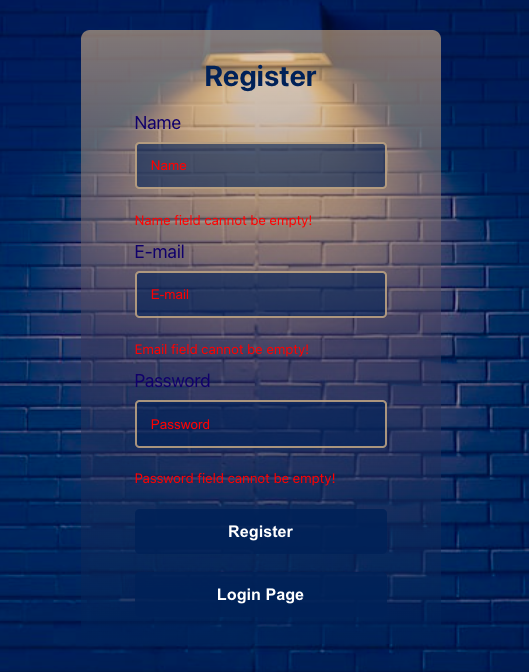 Register
Name
Name
Name field cannot be empty!
E-mail
E-mail
Email field cannot be empty!
Password
Password
Password field cannot be empty!
Register
Login Page